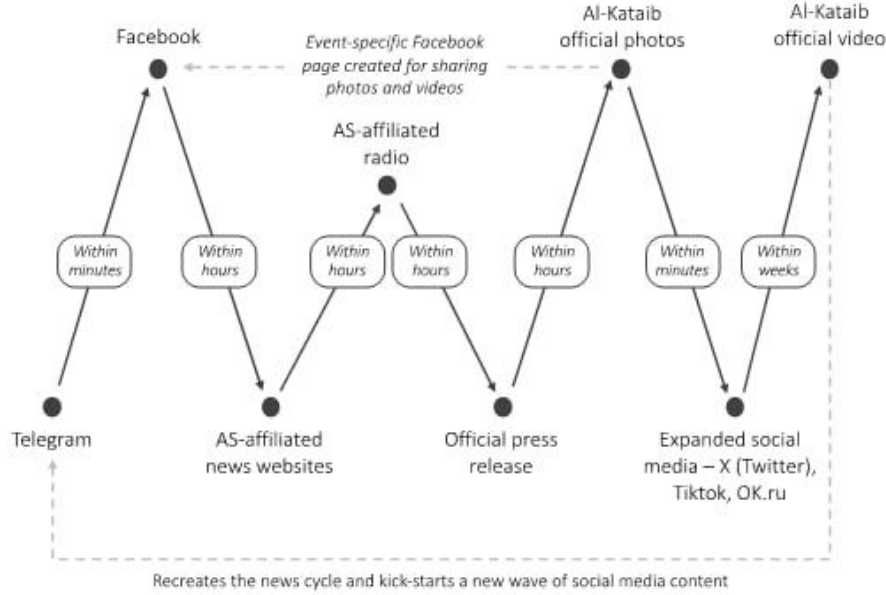 Al-Kataib
official photos
Al-Kataib
official video
Facebook
Event-specific Facebook
page created for sharing
photos and videos
AS-affiliated
radio
Within
minutes
Within
hours
Within
hours
Within
hours
Within
hours
Within
minutes
Within
weeks
Telegram
AS-affiliated
news websites
Official press
release
Expanded social
media – X (Twitter),
Tiktok, OK.ru
Recreates the news cycle and kick-starts a new wave of social media content